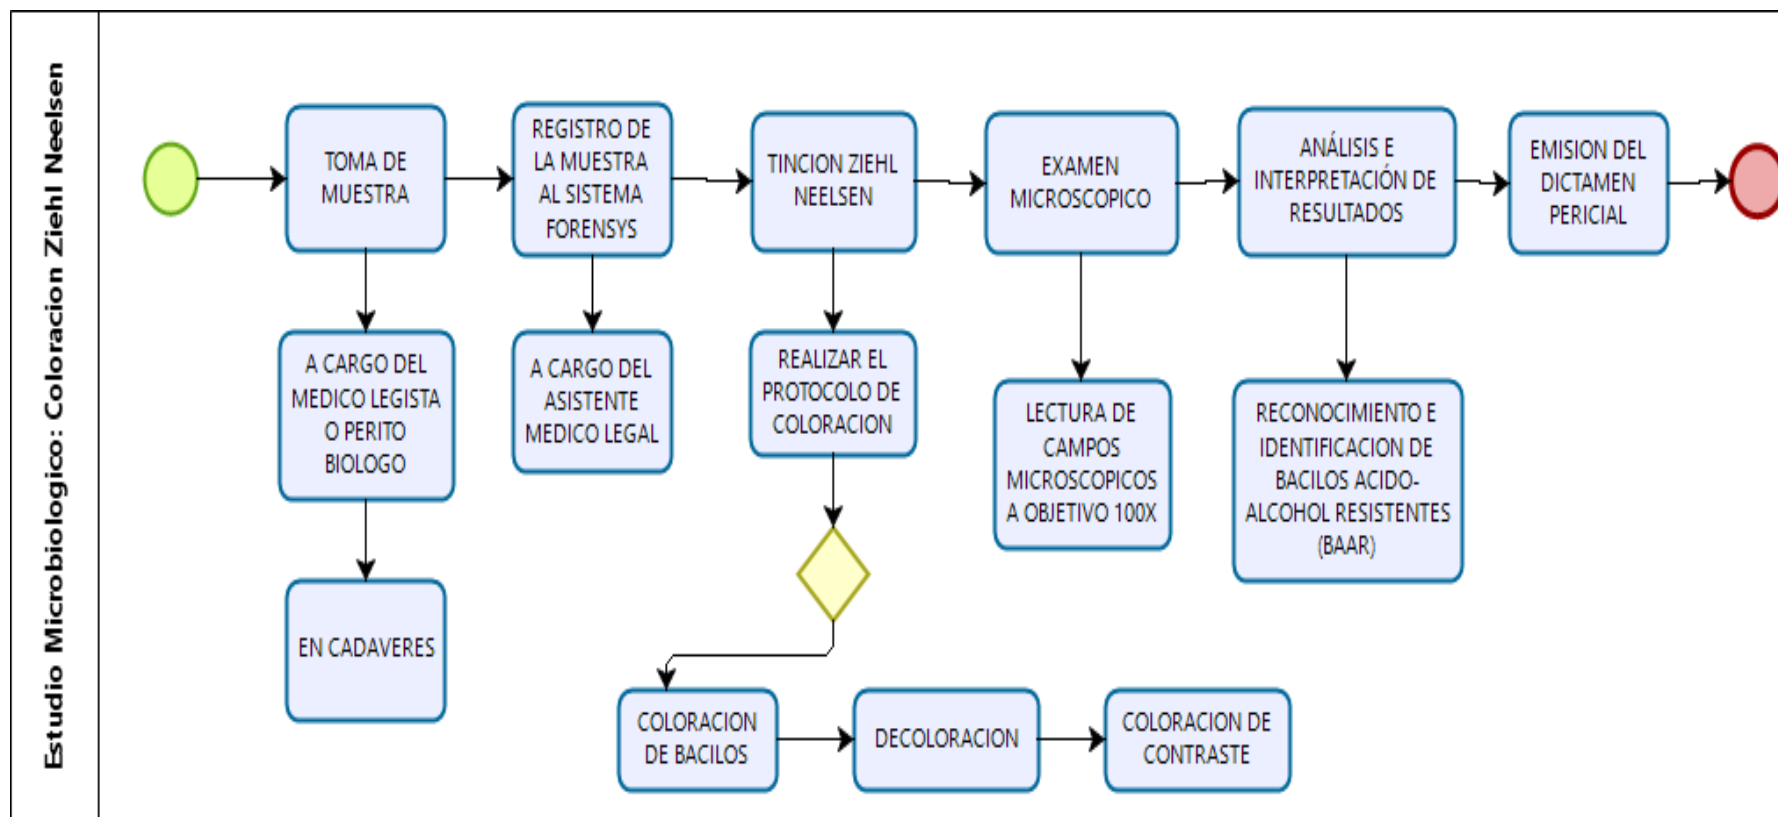 Estudio Microbiologico: Coloracion Ziehl Neelsen
TOMA DE
MUESTRA
REGISTRO DE
LA MUESTRA
AL SISTEMA
FORENSYS
TINCION ZIEHL
NEELSEN
EXAMEN
MICROSCOPICO
ANÁLISIS E
INTERPRETACIÓN DE
RESULTADOS
EMISION DEL
DICTAMEN
PERICIAL
A CARGO DEL
MEDICO LEGISTA
O PERITO
BIOLOGO
A CARGO DEL
ASISTENTE
MEDICO LEGAL
REALIZAR EL
PROTOCOLO DE
COLORACION
LECTURA DE
CAMPOS
MICROSCOPICOS
A OBJETIVO 100X
RECONOCIMIENTO E
IDENTIFICACION DE
BACILOS ACIDO-
ALCOHOL RESISTENTES
(BAAR)
EN CADAVERES
COLORACION
DE BACILOS
DECOLORACION
COLORACION DE
CONTRASTE